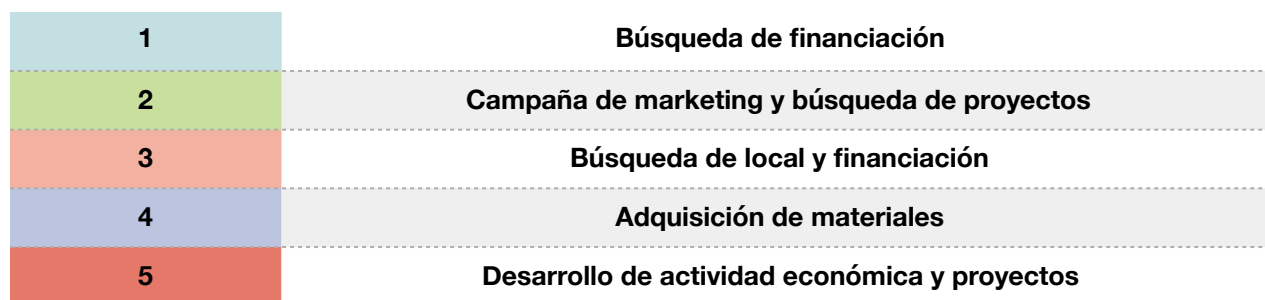 1 Búsqueda de financiación
2 Campaña de marketing y búsqueda de proyectos
3 Búsqueda de local y financiación
4 Adquisición de materiales
5 Desarrollo de actividad económica y proyectos